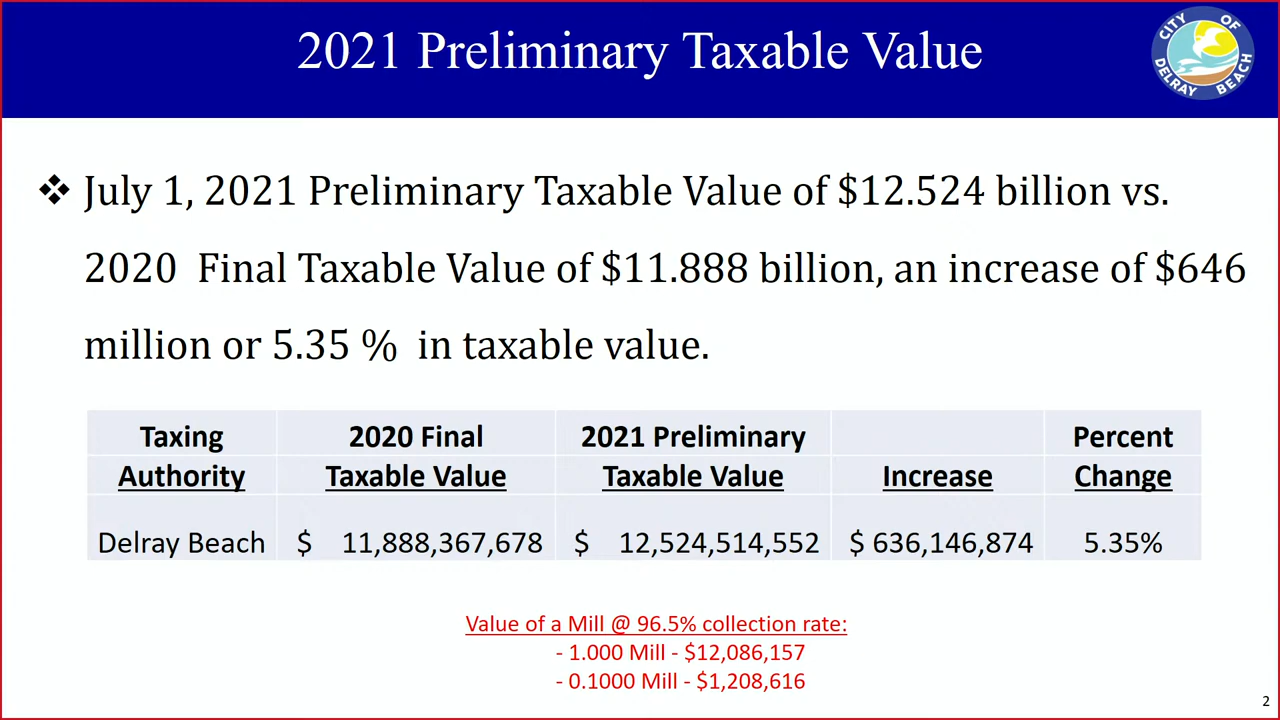 2021 Preliminary Taxable Value
CITY OF
DELRAY BEACH
❖ July 1, 2021 Preliminary Taxable Value of $12.524 billion vs.
2020 Final Taxable Value of $11.888 billion, an increase of $646
million or 5.35 % in taxable value.
Taxing 2020 Final 2021 Preliminary Percent
Authority Taxable Value Taxable Value Increase Change
Delray Beach $ 11,888,367,678 $ 12,524,514,552 $ 636,146,874 5.35%
Value of a Mill @ 96.5% collection rate:
- 1.000 Mill - $12,086,157
- 0.1000 Mill - $1,208,616
2